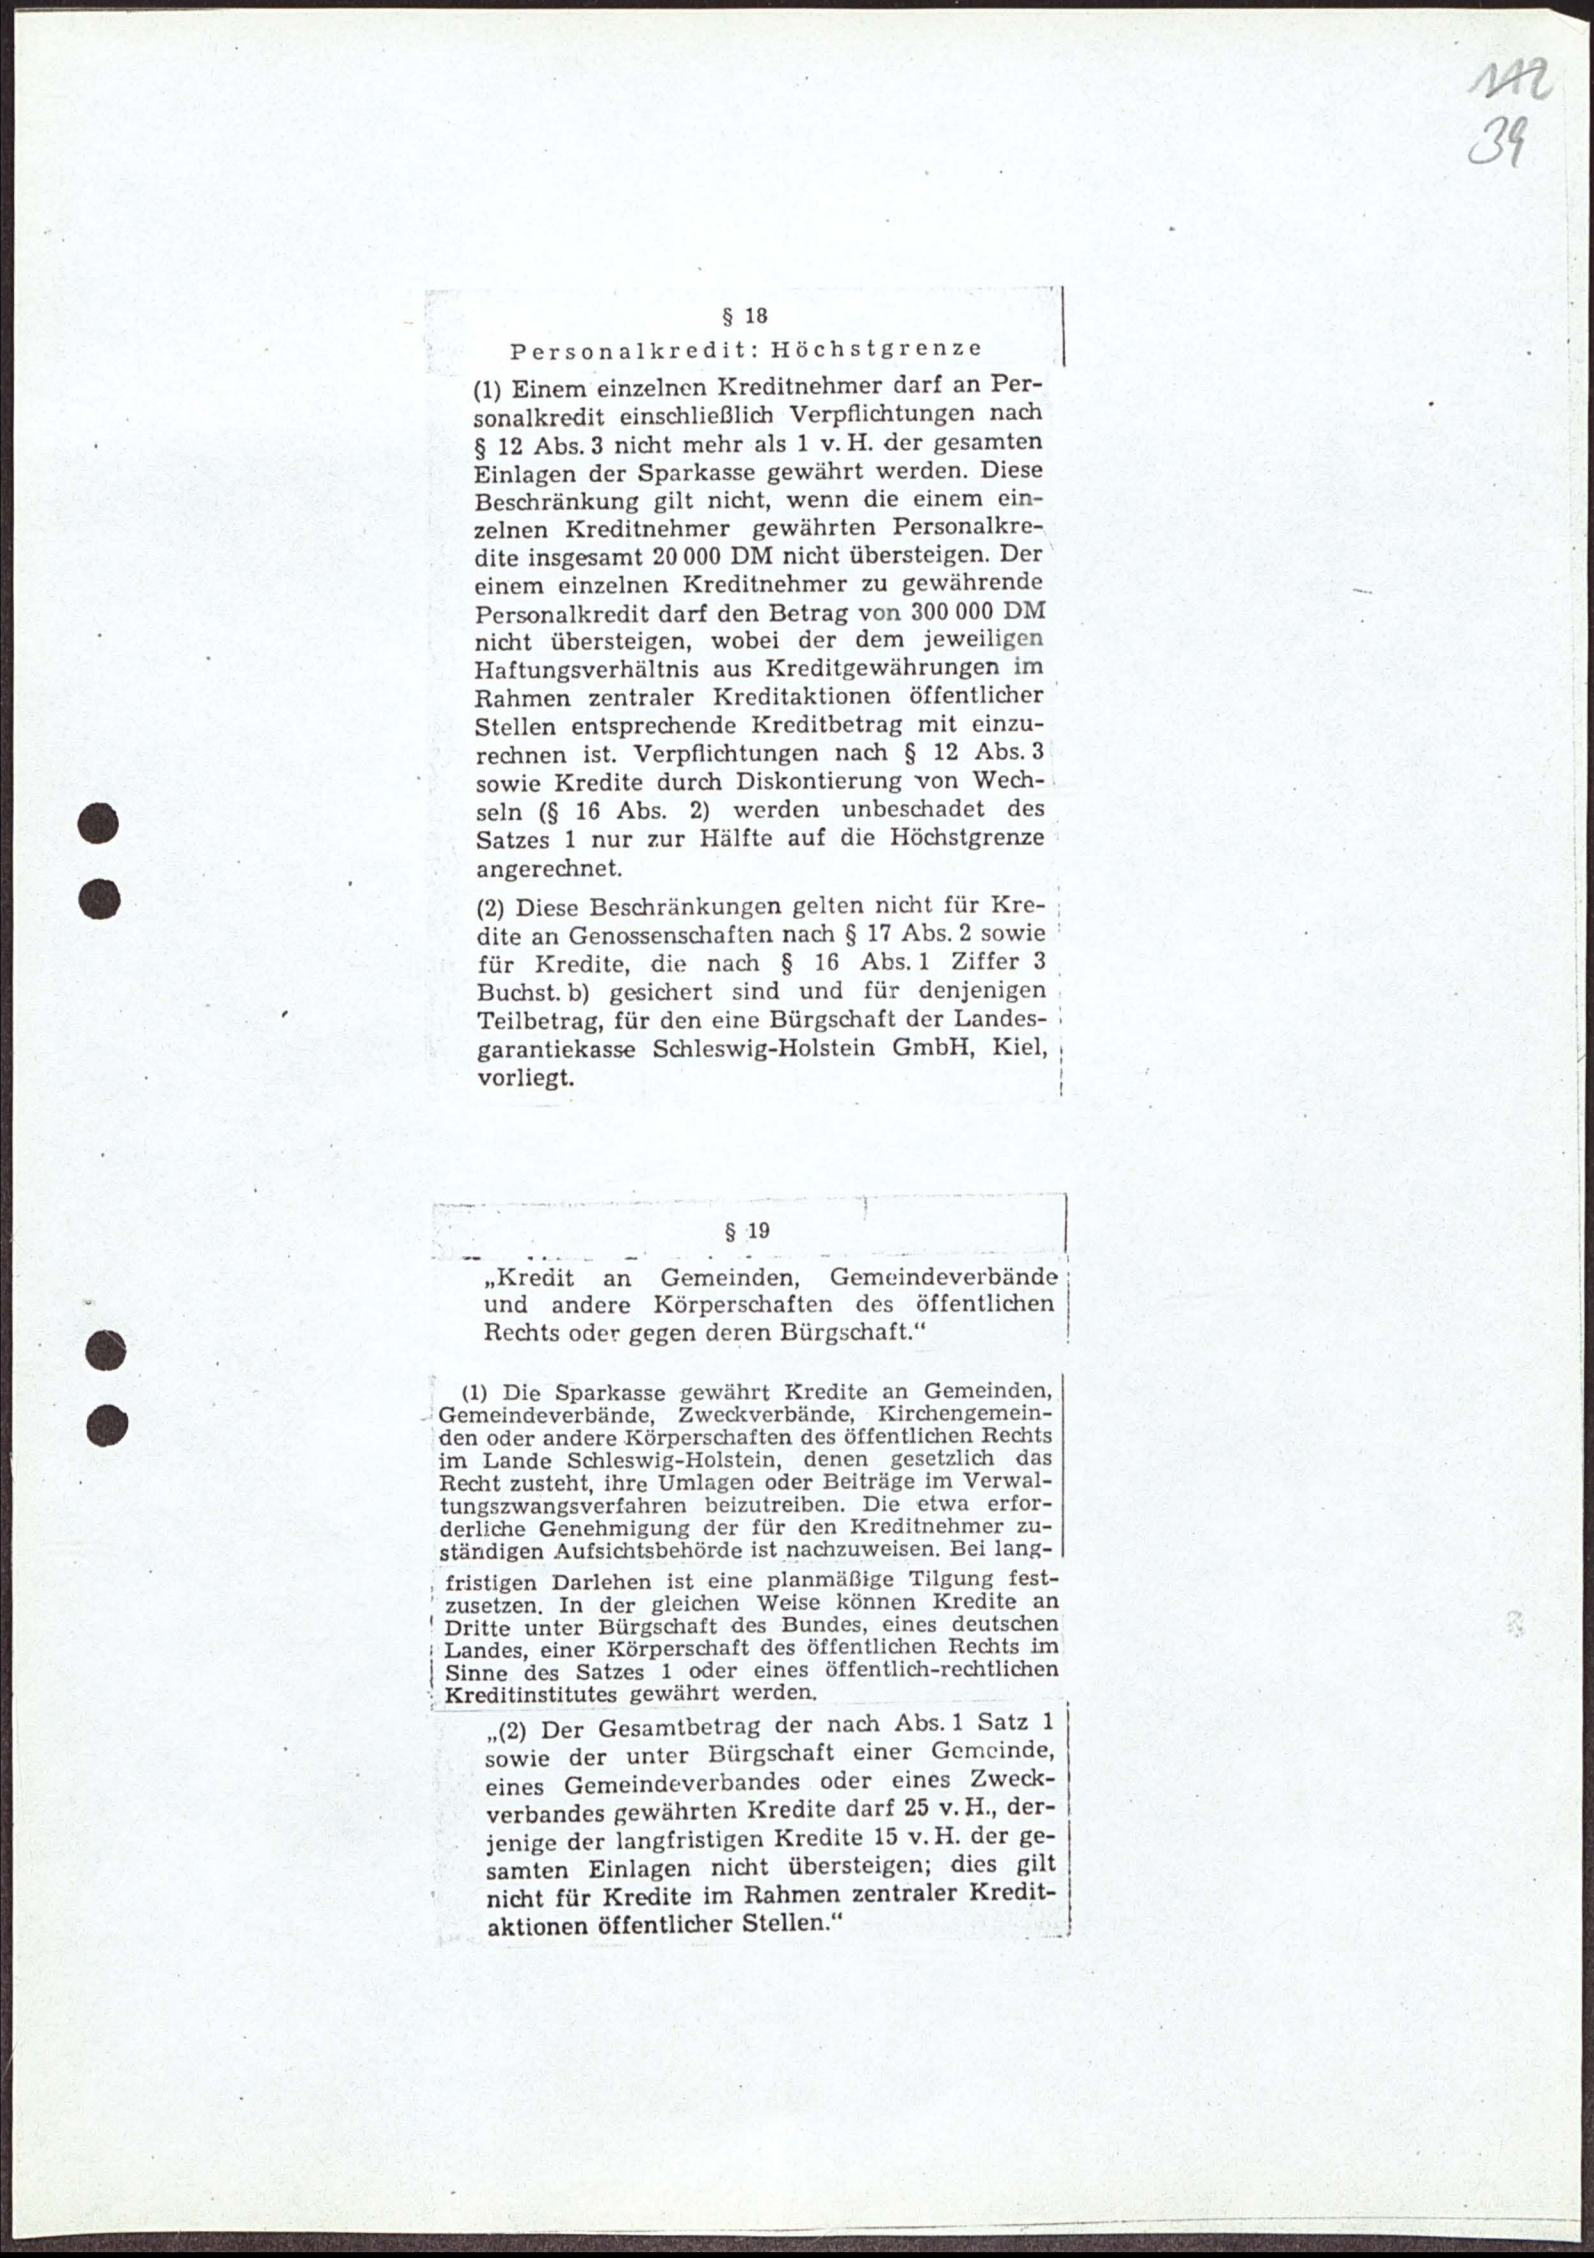 112
39
§ 18
Personalkredit: Höchstgrenze
(1) Einem einzelnen Kreditnehmer darf an Per-
sonalkredit einschließlich Verpflichtungen nach
§ 12 Abs. 3 nicht mehr als 1 v. H. der gesamten
Einlagen der Sparkasse gewährt werden. Diese
Beschränkung gilt nicht, wenn die einem ein-
zelnen Kreditnehmer gewährten Personalkre-
dite insgesamt 20 000 DM nicht übersteigen. Der
einem einzelnen Kreditnehmer zu gewährende
Personalkredit darf den Betrag von 300 000 DM
nicht übersteigen, wobei der dem jeweiligen
Haftungsverhältnis aus Kreditgewährungen im
Rahmen zentraler Kreditaktionen öffentlicher
Stellen entsprechende Kreditbetrag mit einzu-
rechnen ist. Verpflichtungen nach § 12 Abs. 3
sowie Kredite durch Diskontierung von Wech-
seln (§ 16 Abs. 2) werden unbeschadet des
Satzes 1 nur zur Hälfte auf die Höchstgrenze
angerechnet.
(2) Diese Beschränkungen gelten nicht für Kre-
dite an Genossenschaften nach § 17 Abs. 2 sowie
für Kredite, die nach § 16 Abs. 1 Ziffer 3
Buchst. b) gesichert sind und für denjenigen
Teilbetrag, für den eine Bürgschaft der Landes-
garantiekasse Schleswig-Holstein GmbH, Kiel,
vorliegt.
§ 19
„Kredit an Gemeinden, Gemeindeverbände
und andere Körperschaften des öffentlichen
Rechts oder gegen deren Bürgschaft.“
(1) Die Sparkasse gewährt Kredite an Gemeinden,
Gemeindeverbände, Zweckverbände, Kirchengemein-
den oder andere Körperschaften des öffentlichen Rechts
im Lande Schleswig-Holstein, denen gesetzlich das
Recht zusteht, ihre Umlagen oder Beiträge im Verwal-
tungszwangsverfahren beizutreiben. Die etwa erfor-
derliche Genehmigung der für den Kreditnehmer zu-
ständigen Aufsichtsbehörde ist nachzuweisen. Bei lang-
fristigen Darlehen ist eine planmäßige Tilgung fest-
zusetzen. In der gleichen Weise können Kredite an
Dritte unter Bürgschaft des Bundes, eines deutschen
Landes, einer Körperschaft des öffentlichen Rechts im
Sinne des Satzes 1 oder eines öffentlich-rechtlichen
Kreditinstitutes gewährt werden.
„(2) Der Gesamtbetrag der nach Abs. 1 Satz 1
sowie der unter Bürgschaft einer Gemeinde,
eines Gemeindeverbandes oder eines Zweck-
verbandes gewährten Kredite darf 25 v. H., der-
jenige der langfristigen Kredite 15 v. H. der ge-
samten Einlagen nicht übersteigen; dies gilt
nicht für Kredite im Rahmen zentraler Kredit-
aktionen öffentlicher Stellen.“